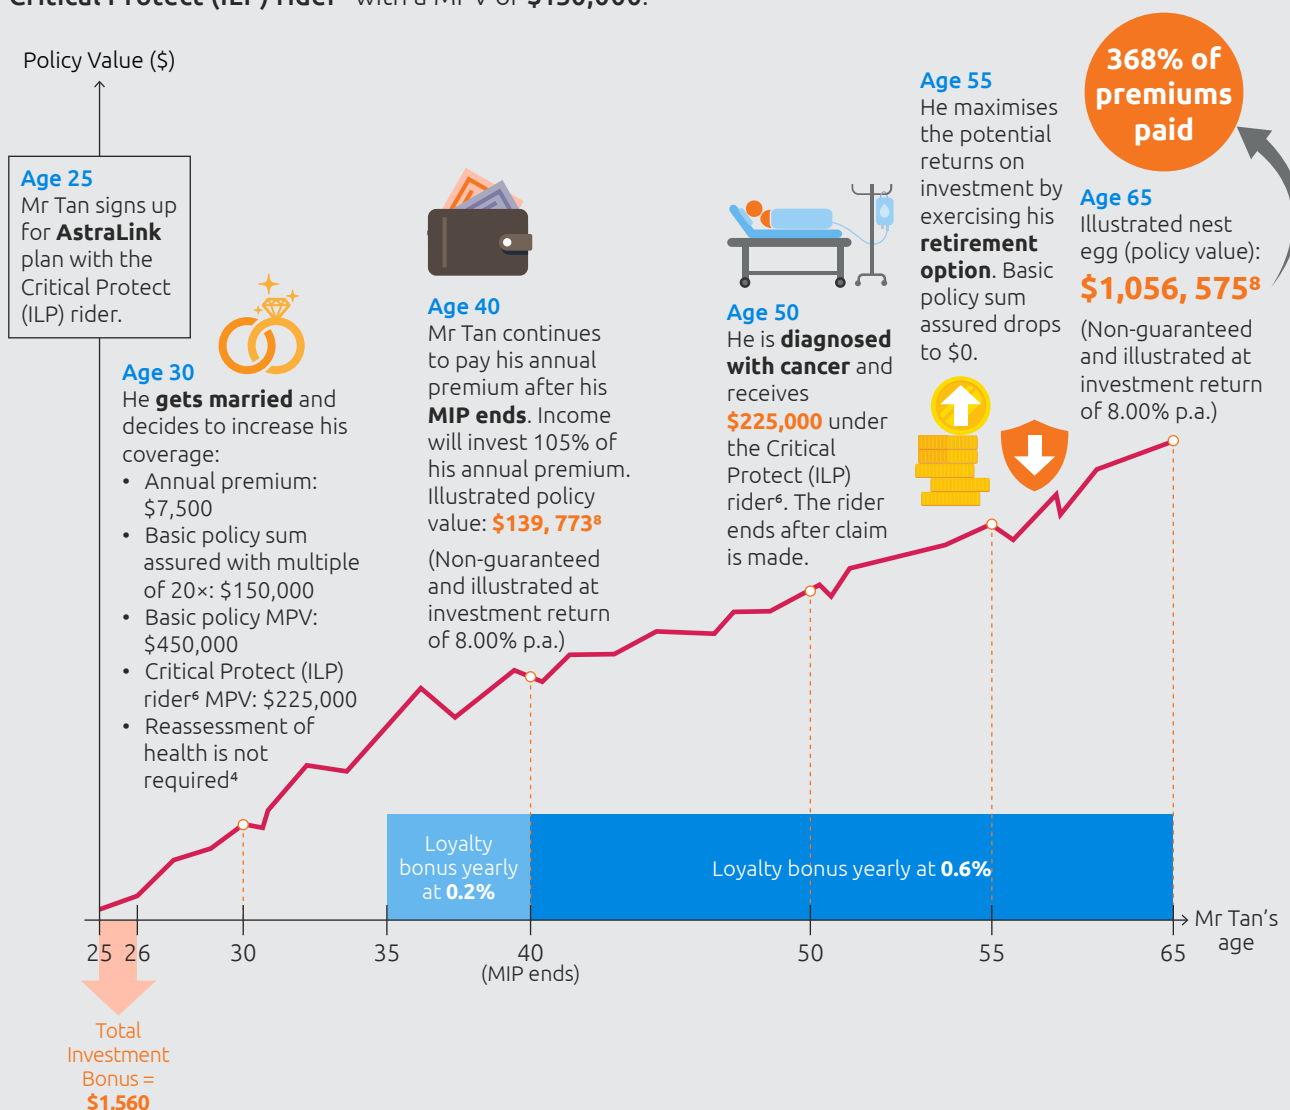 Critical Protect (ILP) rider⁶ with a MPV of $150,000.
Policy Value ($)
Age 25
Mr Tan signs up
for AstraLink
plan with the
Critical Protect
(ILP) rider.
Age 30
He gets married and
decides to increase his
coverage:
• Annual premium:
$7,500
• Basic policy sum
assured with multiple
of 20×: $150,000
• Basic policy MPV:
$450,000
• Critical Protect (ILP)
rider⁶ MPV: $225,000
• Reassessment of
health is not
required⁴
Age 40
Mr Tan continues
to pay his annual
premium after his
MIP ends. Income
will invest 105% of
his annual premium.
Illustrated policy
value: $139, 773⁸
(Non-guaranteed
and illustrated at
investment return
of 8.00% p.a.)
Age 50
He is diagnosed
with cancer and
receives
$225,000 under
the Critical
Protect (ILP)
rider⁶. The rider
ends after claim
is made.
Age 55
He maximises
the potential
returns on
investment by
exercising his
retirement
option. Basic
policy sum
assured drops
to $0.
368% of
premiums
paid
Age 65
Illustrated nest
egg (policy value):
$1,056, 575⁸
(Non-guaranteed
and illustrated at
investment return
of 8.00% p.a.)
Loyalty
bonus yearly
at 0.2%
Loyalty bonus yearly at 0.6%
25 26 30 35 40 50 55 65
(MIP ends)
Mr Tan's
age
Total
Investment
Bonus =
$1,560